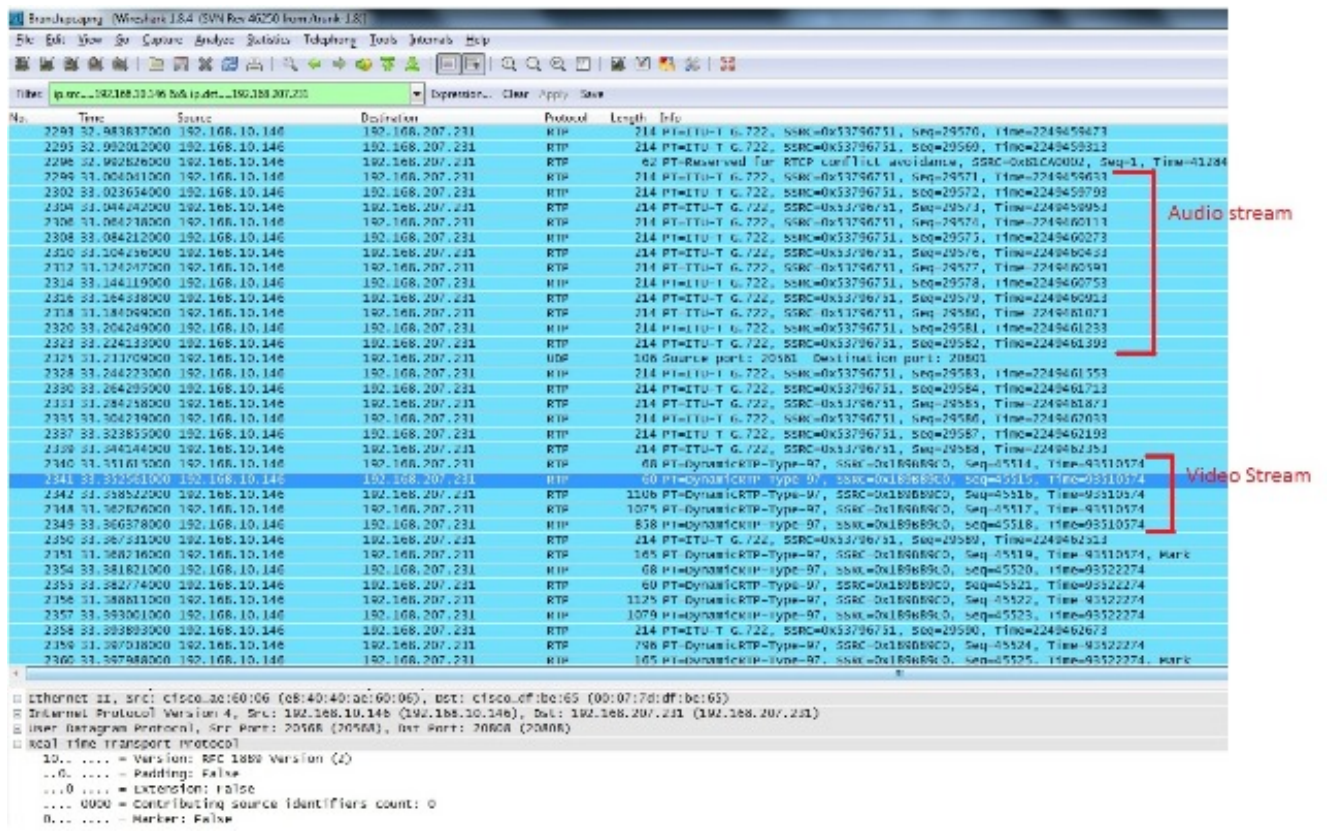 Branch.pcapng [Wireshark 1.8.4 (SVN Rev 46250 from /trunk-1.8)]
File Edit View Go Capture Analyze Statistics Telephony Tools Internals Help
Filter: Expression... Clear Apply Save
No. Time Source Destination Protocol Length Info
2293 32.983837000 192.168.10.146 192.168.207.231 RTP 214 PT=ITU-T G.722, SSRC=0x53796751, Seq=29570, Time=2249459473
2295 32.992012000 192.168.10.146 192.168.207.231 RTP 214 PT=ITU-T G.722, SSRC=0x53796751, Seq=29569, Time=2249459313
2296 32.992826000 192.168.10.146 192.168.207.231 RTP 62 PT=Reserved for RTCP conflict avoidance, SSRC=0x81CA0002, Seq=1, Time=41284
2299 33.004041000 192.168.10.146 192.168.207.231 RTP 214 PT=ITU-T G.722, SSRC=0x53796751, Seq=29571, Time=2249459633
2302 33.023654000 192.168.10.146 192.168.207.231 RTP 214 PT=ITU-T G.722, SSRC=0x53796751, Seq=29572, Time=2249459793
2304 33.044242000 192.168.10.146 192.168.207.231 RTP 214 PT=ITU-T G.722, SSRC=0x53796751, Seq=29573, Time=2249459953
Audio stream
2306 33.064238000 192.168.10.146 192.168.207.231 RTP 214 PT=ITU-T G.722, SSRC=0x53796751, Seq=29574, Time=2249460113
2308 33.084212000 192.168.10.146 192.168.207.231 RTP 214 PT=ITU-T G.722, SSRC=0x53796751, Seq=29575, Time=2249460273
2310 33.104256000 192.168.10.146 192.168.207.231 RTP 214 PT=ITU-T G.722, SSRC=0x53796751, Seq=29576, Time=2249460433
2312 33.124247000 192.168.10.146 192.168.207.231 RTP 214 PT=ITU-T G.722, SSRC=0x53796751, Seq=29577, Time=2249460593
2314 33.144119000 192.168.10.146 192.168.207.231 RTP 214 PT=ITU-T G.722, SSRC=0x53796751, Seq=29578, Time=2249460753
2316 33.164338000 192.168.10.146 192.168.207.231 RTP 214 PT=ITU-T G.722, SSRC=0x53796751, Seq=29579, Time=2249460913
2318 33.184099000 192.168.10.146 192.168.207.231 RTP 214 PT=ITU-T G.722, SSRC=0x53796751, Seq=29580, Time=2249461073
2320 33.204249000 192.168.10.146 192.168.207.231 RTP 214 PT=ITU-T G.722, SSRC=0x53796751, Seq=29581, Time=2249461233
2323 33.224133000 192.168.10.146 192.168.207.231 RTP 214 PT=ITU-T G.722, SSRC=0x53796751, Seq=29582, Time=2249461393
2325 192.168.10.146 192.168.207.231 UDP 106 Source port: 20561 Destination port: 20801
2328 33.244223000 192.168.10.146 192.168.207.231 RTP 214 PT=ITU-T G.722, SSRC=0x53796751, Seq=29583, Time=2249461553
2330 33.264295000 192.168.10.146 192.168.207.231 RTP 214 PT=ITU-T G.722, SSRC=0x53796751, Seq=29584, Time=2249461713
2333 33.284258000 192.168.10.146 192.168.207.231 RTP 214 PT=ITU-T G.722, SSRC=0x53796751, Seq=29585, Time=2249461873
2335 33.304239000 192.168.10.146 192.168.207.231 RTP 214 PT=ITU-T G.722, SSRC=0x53796751, Seq=29586, Time=2249462033
2337 33.323855000 192.168.10.146 192.168.207.231 RTP 214 PT=ITU-T G.722, SSRC=0x53796751, Seq=29587, Time=2249462193
2339 33.344144000 192.168.10.146 192.168.207.231 RTP 214 PT=ITU-T G.722, SSRC=0x53796751, Seq=29588, Time=2249462353
2340 33.351615000 192.168.10.146 192.168.207.231 RTP 68 PT=DynamicRTP-Type-97, SSRC=0x189B89C0, Seq=45514, Time=93510574
2341 33.352561000 192.168.10.146 192.168.207.231 RTP 60 PT=DynamicRTP-Type-97, SSRC=0x189B89C0, Seq=45515, Time=93510574
Video Stream
2342 33.358522000 192.168.10.146 192.168.207.231 RTP 1106 PT=DynamicRTP-Type-97, SSRC=0x189B89C0, Seq=45516, Time=93510574
2348 33.362826000 192.168.10.146 192.168.207.231 RTP 1075 PT=DynamicRTP-Type-97, SSRC=0x189B89C0, Seq=45517, Time=93510574
2349 33.366378000 192.168.10.146 192.168.207.231 RTP 858 PT=DynamicRTP-Type-97, SSRC=0x189B89C0, Seq=45518, Time=93510574
2350 33.367331000 192.168.10.146 192.168.207.231 RTP 214 PT=ITU-T G.722, SSRC=0x53796751, Seq=29589, Time=2249462513
2351 33.368236000 192.168.10.146 192.168.207.231 RTP 165 PT=DynamicRTP-Type-97, SSRC=0x189B89C0, Seq=45519, Time=93510574, Mark
2354 33.381821000 192.168.10.146 192.168.207.231 RTP 68 PT=DynamicRTP-Type-97, SSRC=0x189B89C0, Seq=45520, Time=93522274
2355 33.382774000 192.168.10.146 192.168.207.231 RTP 60 PT=DynamicRTP-Type-97, SSRC=0x189B89C0, Seq=45521, Time=93522274
2356 33.388811000 192.168.10.146 192.168.207.231 RTP 1125 PT=DynamicRTP-Type-97, SSRC=0x189B89C0, Seq=45522, Time=93522274
2357 33.393001000 192.168.10.146 192.168.207.231 RTP 1079 PT=DynamicRTP-Type-97, SSRC=0x189B89C0, Seq=45523, Time=93522274
2358 33.393893000 192.168.10.146 192.168.207.231 RTP 214 PT=ITU-T G.722, SSRC=0x53796751, Seq=29590, Time=2249462673
2359 33.397018000 192.168.10.146 192.168.207.231 RTP 796 PT=DynamicRTP-Type-97, SSRC=0x189B89C0, Seq=45524, Time=93522274
2360 33.397988000 192.168.10.146 192.168.207.231 RTP 165 PT=DynamicRTP-Type-97, SSRC=0x189B89C0, Seq=45525, Time=93522274, Mark
Ethernet II, Src: Cisco_ae:60:06 (e8:40:40:ae:60:06), Dst: Cisco_df:be:65 (00:07:7d:df:be:65)
Internet Protocol Version 4, Src: 192.168.10.146 (192.168.10.146), Dst: 192.168.207.231 (192.168.207.231)
User Datagram Protocol, Src Port: 20568 (20568), Dst Port: 20808 (20808)
Real Time Transport Protocol
10.. .... = Version: RFC 1889 Version (2)
..0. .... = Padding: False
...0 .... = Extension: False
.... 0000 = Contributing source identifiers count: 0
0... .... = Marker: False